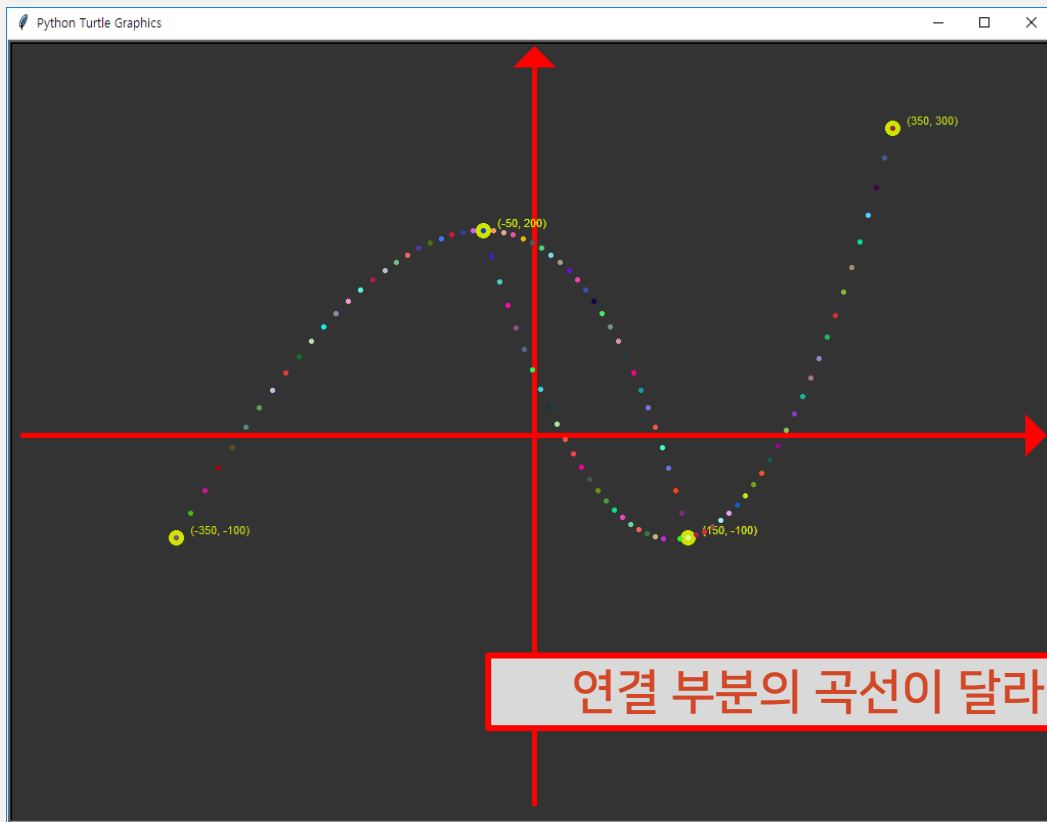 Python Turtle Graphics
(350, 300)
(-50, 200)
(-350, -100)
(150, -100)
연결 부분의 곡선이 달라